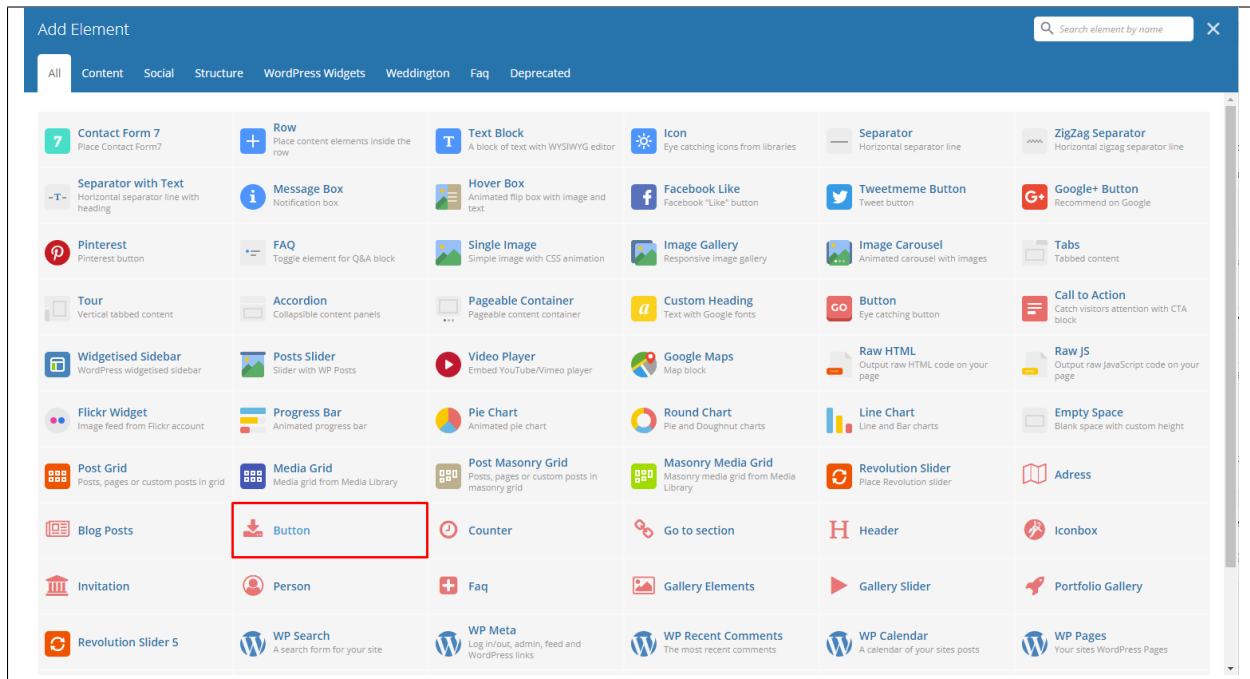 Add Element
Search element by name
All Content Social Structure WordPress Widgets Weddington Faq Deprecated
7 Contact Form 7
Place Contact Form7
Row
Place content elements inside the row
T Text Block
A block of text with WYSIWYG editor
Icon
Eye catching icons from libraries
Separator
Horizontal separator line
ZigZag Separator
Horizontal zigzag separator line
-T- Separator with Text
Horizontal separator line with heading
i Message Box
Notification box
Hover Box
Animated flip box with image and text
f Facebook Like
Facebook "Like" button
Tweetmeme Button
Tweet button
G+ Google+ Button
Recommend on Google
Pinterest
Pinterest button
FAQ
Toggle element for Q&A block
Single Image
Simple image with CSS animation
Image Gallery
Responsive image gallery
Image Carousel
Animated carousel with images
Tabs
Tabbed content
Tour
Vertical tabbed content
Accordion
Collapsible content panels
Pageable Container
Pageable content container
a Custom Heading
Text with Google fonts
GO Button
Eye catching button
Call to Action
Catch visitors attention with CTA block
Widgetised Sidebar
WordPress widgetised sidebar
Posts Slider
Slider with WP Posts
Video Player
Embed YouTube/Vimeo player
Google Maps
Map block
Raw HTML
Output raw HTML code on your page
Raw JS
Output raw JavaScript code on your page
Flickr Widget
Image feed from Flickr account
Progress Bar
Animated progress bar
Pie Chart
Animated pie chart
Round Chart
Pie and Doughnut charts
Line Chart
Line and Bar charts
Empty Space
Blank space with custom height
Post Grid
Posts, pages or custom posts in grid
Media Grid
Media grid from Media Library
Post Masonry Grid
Posts, pages or custom posts in masonry grid
Masonry Media Grid
Masonry media grid from Media Library
Revolution Slider
Place Revolution slider
Adress
Blog Posts
Button
Counter
Go to section
H Header
Iconbox
Invitation
Person
Faq
Gallery Elements
Gallery Slider
Portfolio Gallery
Revolution Slider 5
WP Search
A search form for your site
WP Meta
Log in/out, admin, feed and WordPress links
WP Recent Comments
The most recent comments
WP Calendar
A calendar of your sites posts
WP Pages
Your sites WordPress Pages